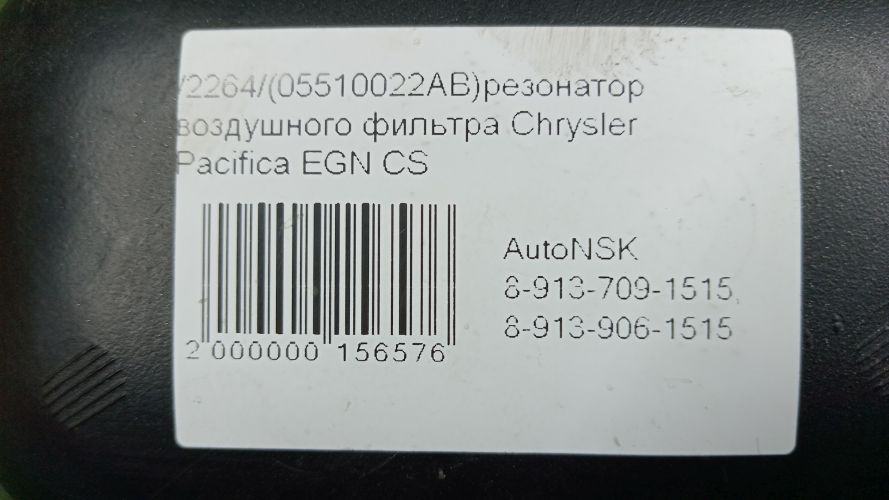 /2264/(05510022AB)резонатор
воздушного фильтра Chrysler
Pacifica EGN CS
AutoNSK
8-913-709-1515,
8-913-906-1515
2 000000 156576